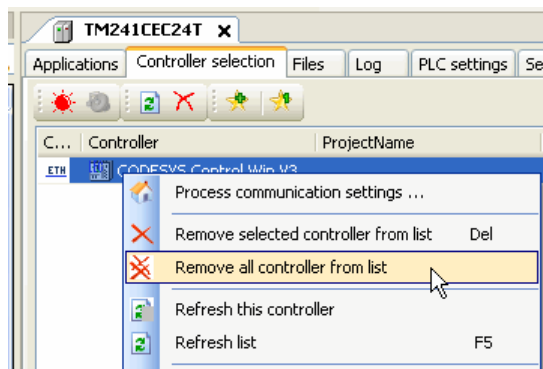 TM241CEC24T x
Applications Controller selection Files Log PLC settings Se
C... Controller ProjectName
ETH CODESYS Control Win V3
Process communication settings ...
Remove selected controller from list Del
Remove all controller from list
Refresh this controller
Refresh list F5